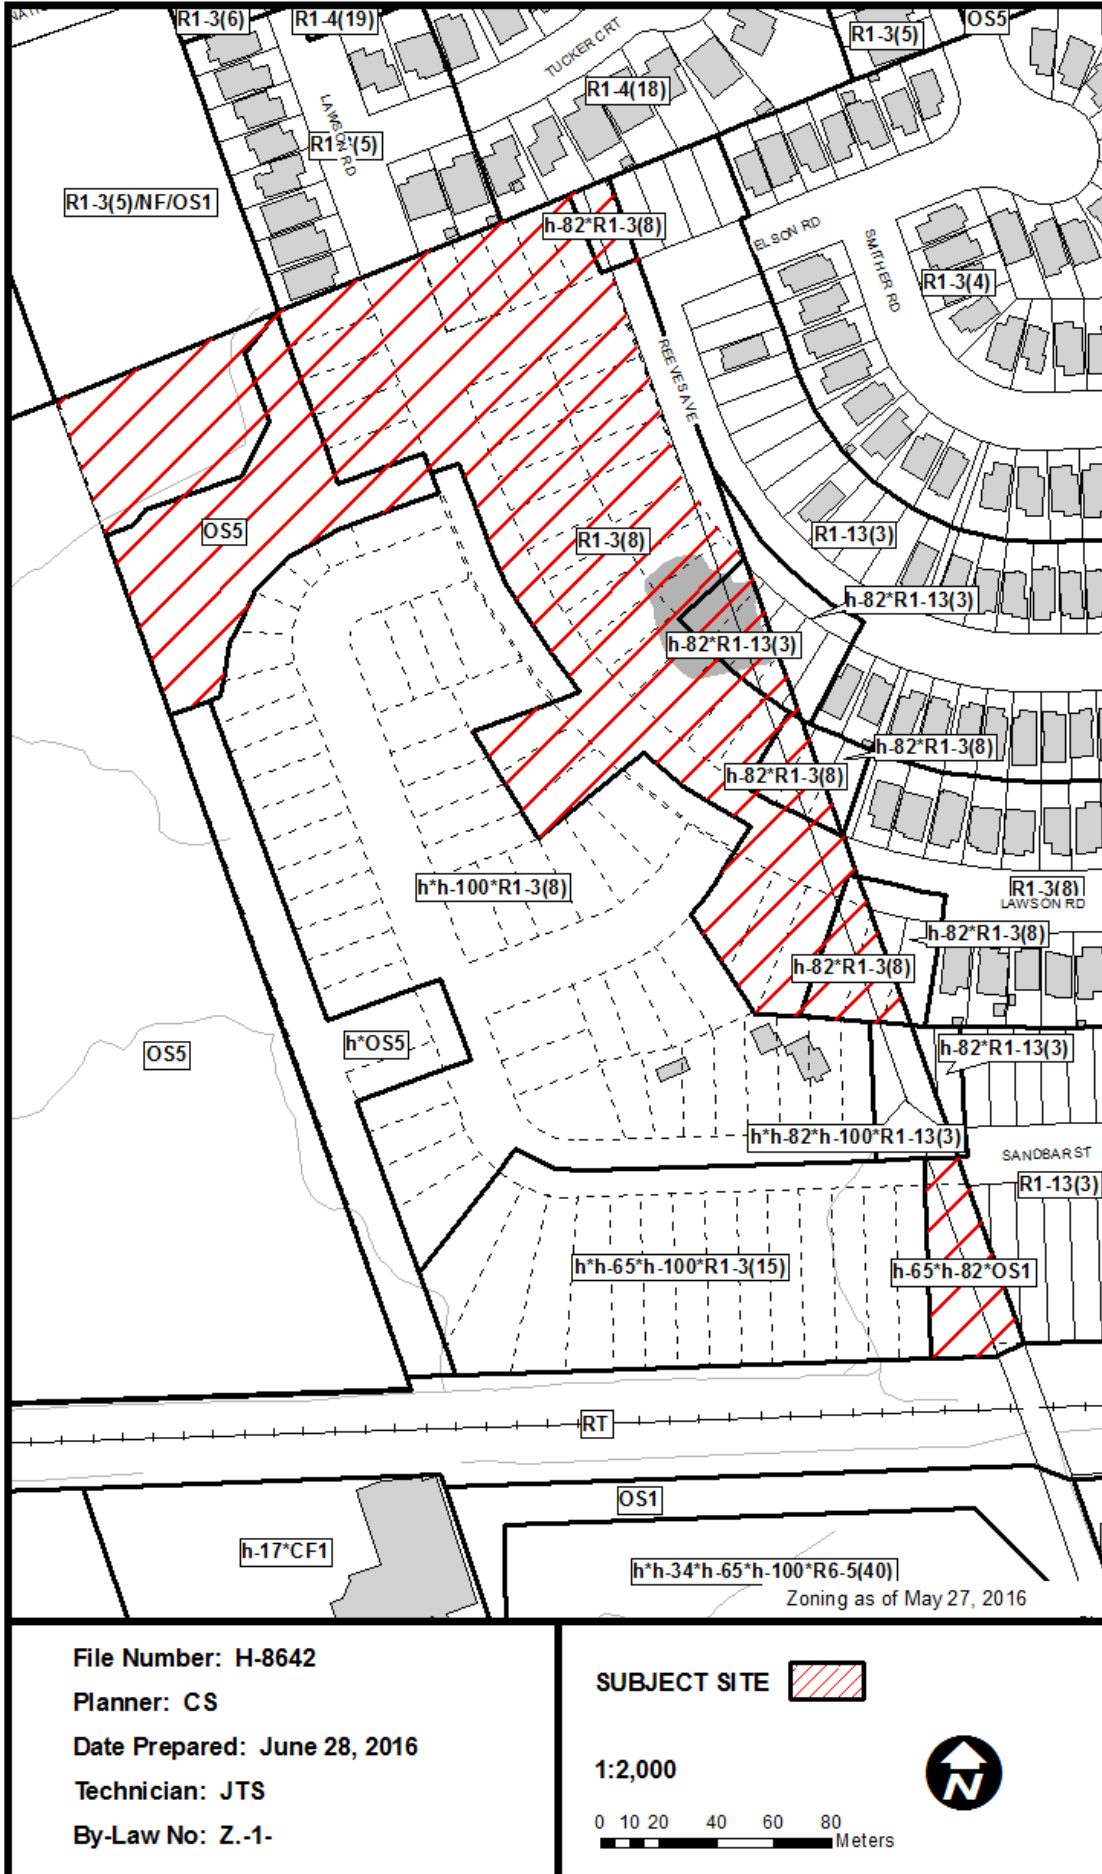 R1-3(6)
R1-4(19)
OS5
R1-3(5)
TUCKER CRT
R1-4(18)
LAWSON RD
R1-3(5)/NF/OS1
h-82*R1-3(8)
ELSON RD
SMITHER RD
R1-3(4)
REEVES AVE
OS5
R1-3(8)
R1-13(3)
h-82*R1-13(3)
h-82*R1-13(3)
h-82*R1-3(8)
h-82*R1-3(8)
h*h-100*R1-3(8)
R1-3(8)
LAWSON RD
h-82*R1-3(8)
h-82*R1-3(8)
OS5
h*OS5
h-82*R1-13(3)
h*h-82*h-100*R1-13(3)
SANDBAR ST
R1-13(3)
h*h-65*h-100*R1-3(15)
h-65*h-82*OS1
RT
OS1
h-17*CF1
h*h-34*h-65*h-100*R6-5(40)
Zoning as of May 27, 2016
File Number: H-8642
Planner: CS
Date Prepared: June 28, 2016
Technician: JTS
By-Law No: Z.-1-
SUBJECT SITE
1:2,000
N
0 10 20 40 60 80
Meters